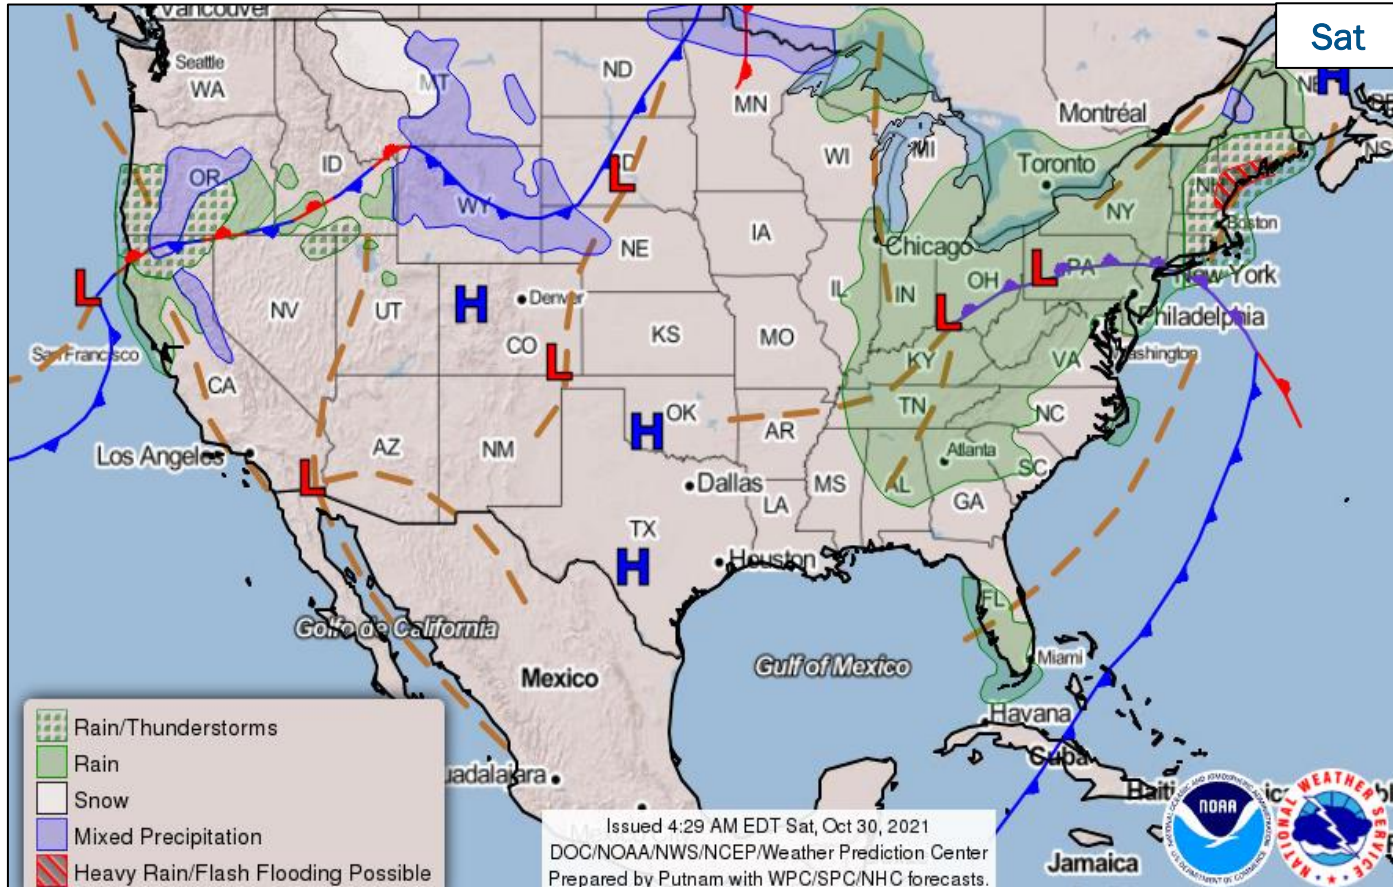 Sat
Vancouver
Seattle
WA
MT
ND
MN
Montréal
NS
OR
ID
WY
WI
MI
Toronto
NY
Boston
IA
NE
Chicago
PA
New York
NV
UT
Denver
IL
IN
OH
Philadelphia
San Francisco
CO
KS
MO
KY
VA
Washington
CA
OK
AR
TN
NC
Los Angeles
AZ
NM
Atlanta
SC
Dallas
LA
MS
AL
GA
TX
Houston
FL
Golfo de California
Gulf of Mexico
Miami
Mexico
Havana
Cuba
Jamaica
H
H
H
H
L
L
L
L
L
L
Rain/Thunderstorms
Rain
Snow
Mixed Precipitation
Heavy Rain/Flash Flooding Possible
Issued 4:29 AM EDT Sat, Oct 30, 2021
DOC/NOAA/NWS/NCEP/Weather Prediction Center
Prepared by Putnam with WPC/SPC/NHC forecasts.
NOAA
NATIONAL WEATHER SERVICE